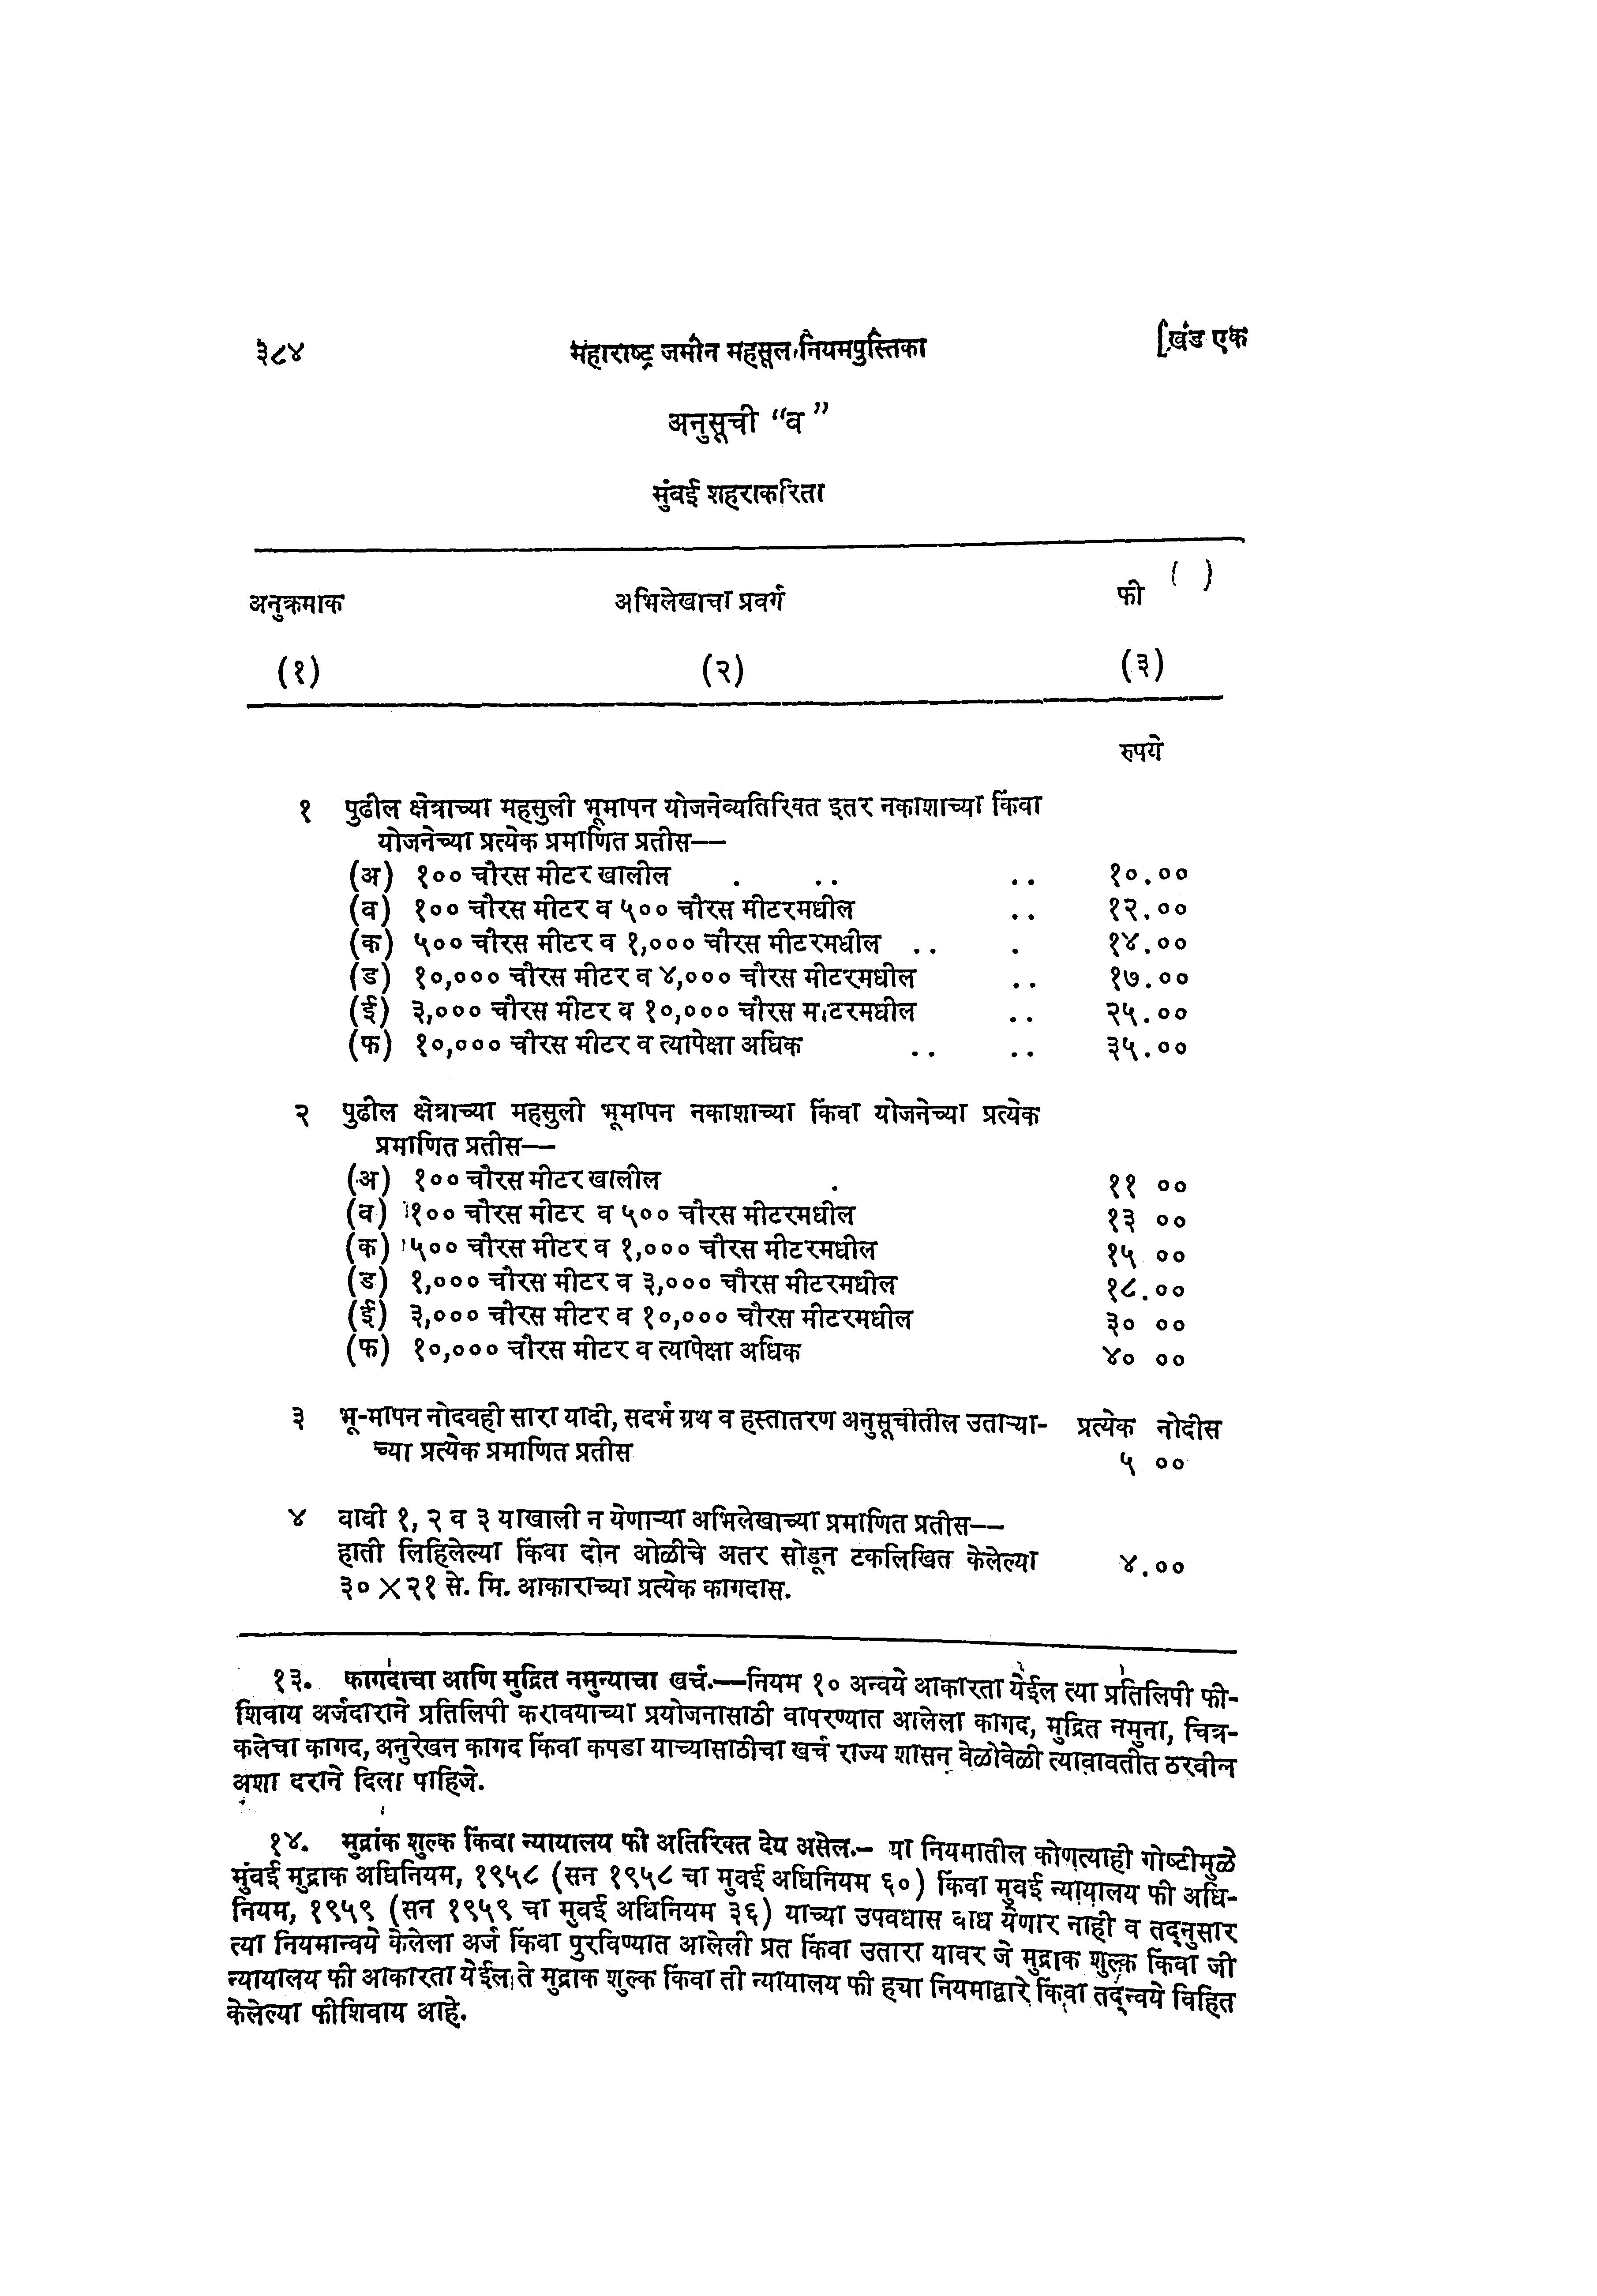 ३८४ महाराष्ट्र जमीन महसूल नियमपुस्तिका [खंड एक
अनुसूची “व”
मुंवई शहराकरिता
अनुक्रमाक अभिलेखाचा प्रवर्ग फी ( )
(१) (२) (३)
रुपये
१ पुढील क्षेत्राच्या महसुली भूमापन योजनेव्यतिरिक्त इतर नकाशाच्या किंवा
योजनेच्या प्रत्येक प्रमाणित प्रतीस——
(अ) १०० चौरस मीटर खालील . .. .. १०.००
(व) १०० चौरस मीटर व ५०० चौरस मीटरमधील .. १२.००
(क) ५०० चौरस मीटर व १,००० चौरस मीटरमधील .. . १४.००
(ड) १०,००० चौरस मीटर व ४,००० चौरस मीटरमधील .. १७.००
(ई) ३,००० चौरस मीटर व १०,००० चौरस मीटरमधील .. २५.००
(फ) १०,००० चौरस मीटर व त्यापेक्षा अधिक .. .. ३५.००
२ पुढील क्षेत्राच्या महसुली भूमापन नकाशाच्या किंवा योजनेच्या प्रत्येक
प्रमाणित प्रतीस——
(अ) १०० चौरस मीटर खालील . ११ ००
(व) १०० चौरस मीटर व ५०० चौरस मीटरमधील १३ ००
(क) ५०० चौरस मीटर व १,००० चौरस मीटरमधील १५ ००
(ड) १,००० चौरस मीटर व ३,००० चौरस मीटरमधील १८.००
(ई) ३,००० चौरस मीटर व १०,००० चौरस मीटरमधील ३० ००
(फ) १०,००० चौरस मीटर व त्यापेक्षा अधिक ४० ००
३ भू-मापन नोदवही सारा यादी, सदर्भ ग्रथ व हस्तातरण अनुसूचीतील उताऱ्या- प्रत्येक नोदीस
च्या प्रत्येक प्रमाणित प्रतीस ५ ००
४ वावी १, २ व ३ याखाली न येणाऱ्या अभिलेखाच्या प्रमाणित प्रतीस——
हाती लिहिलेल्या किंवा दोन ओळीचे अतर सोडून टकलिखित केलेल्या ४.००
३० × २१ से. मि. आकाराच्या प्रत्येक कागदास.
१३. कागदाचा आणि मुद्रित नमुन्याचा खर्च.——नियम १० अन्वये आकारता येईल त्या प्रतिलिपी फी-
शिवाय अर्जदाराने प्रतिलिपी करावयाच्या प्रयोजनासाठी वापरण्यात आलेला कागद, मुद्रित नमुना, चित्र-
कलेचा कागद, अनुरेखन कागद किंवा कपडा याच्यासाठीचा खर्च राज्य शासन वेळोवेळी त्यावावतीत ठरवील
अशा दराने दिला पाहिजे.
१४. मुद्रांक शुल्क किंवा न्यायालय फी अतिरिक्त देय असेल.— या नियमातील कोणत्याही गोष्टीमुळे
मुंवई मुद्राक अधिनियम, १९५८ (सन १९५८ चा मुवई अधिनियम ६०) किंवा मुवई न्यायालय फी अधि-
नियम, १९५९ (सन १९५९ चा मुवई अधिनियम ३६) याच्या उपवधास वाध येणार नाही व तद्नुसार
त्या नियमान्वये केलेला अर्ज किंवा पुरविण्यात आलेली प्रत किंवा उतारा यावर जे मुद्राक शुल्क किंवा जी
न्यायालय फी आकारता येईल ते मुद्राक शुल्क किंवा ती न्यायालय फी ह्या नियमाद्वारे किंवा तद्न्वये विहित
केलेल्या फीशिवाय आहे.